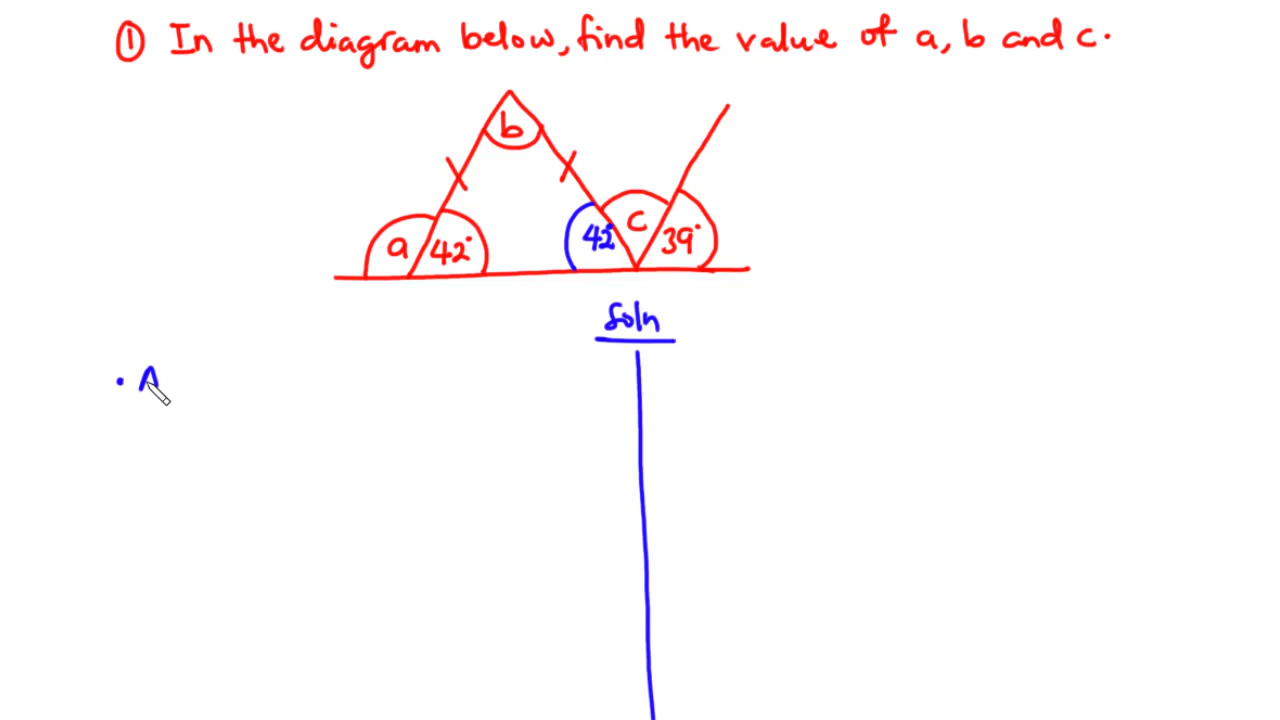 ① In the diagram below, find the value of a, b and c.
b
a 42° 42° c 39°
Soln
· A